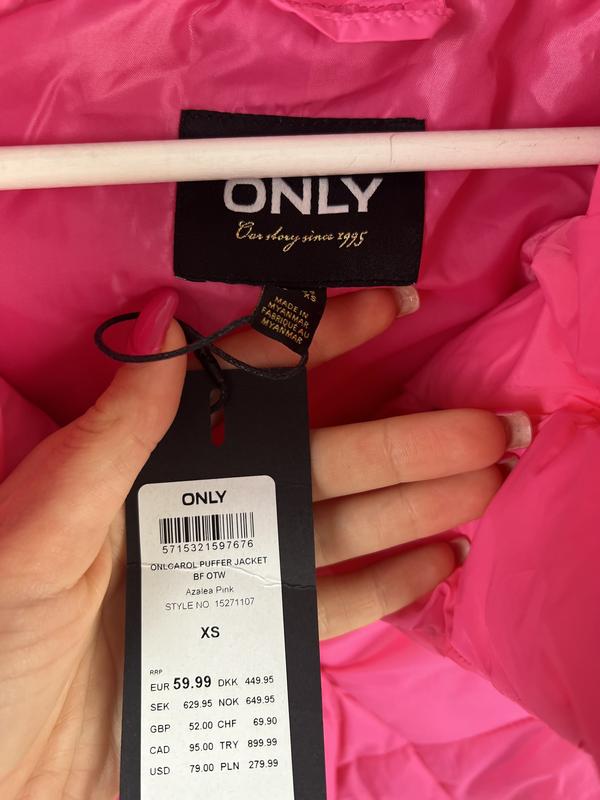 ONLY
Our story since 1995
XS
MADE IN
MYANMAR
FABRIQUE AU
MYANMAR
ONLY
5715321597676
ONLCAROL PUFFER JACKET
BF OTW
Azalea Pink
STYLE NO 15271107
XS
RRP
EUR 59.99 DKK 449.95
SEK 629.95 NOK 649.95
GBP 52.00 CHF 69.90
CAD 95.00 TRY 899.99
USD 79.00 PLN 279.99